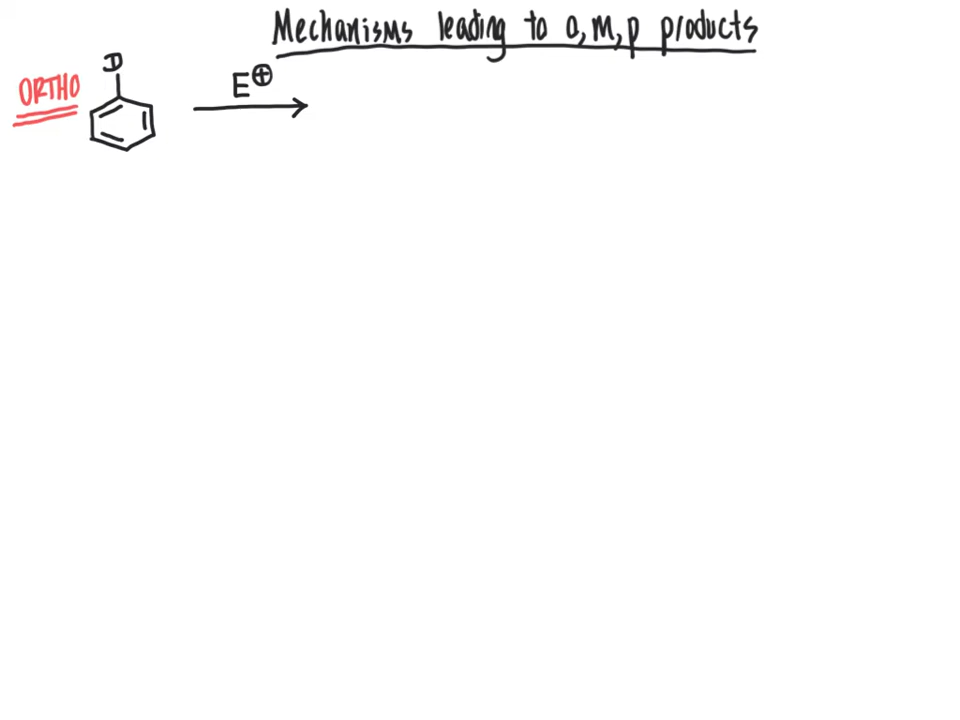 Mechanisms leading to o, m, p products
D
ORTHO
E⊕